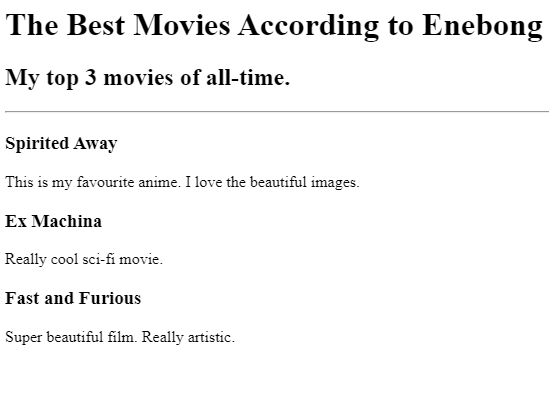 The Best Movies According to Enebong
My top 3 movies of all-time.
Spirited Away
This is my favourite anime. I love the beautiful images.
Ex Machina
Really cool sci-fi movie.
Fast and Furious
Super beautiful film. Really artistic.